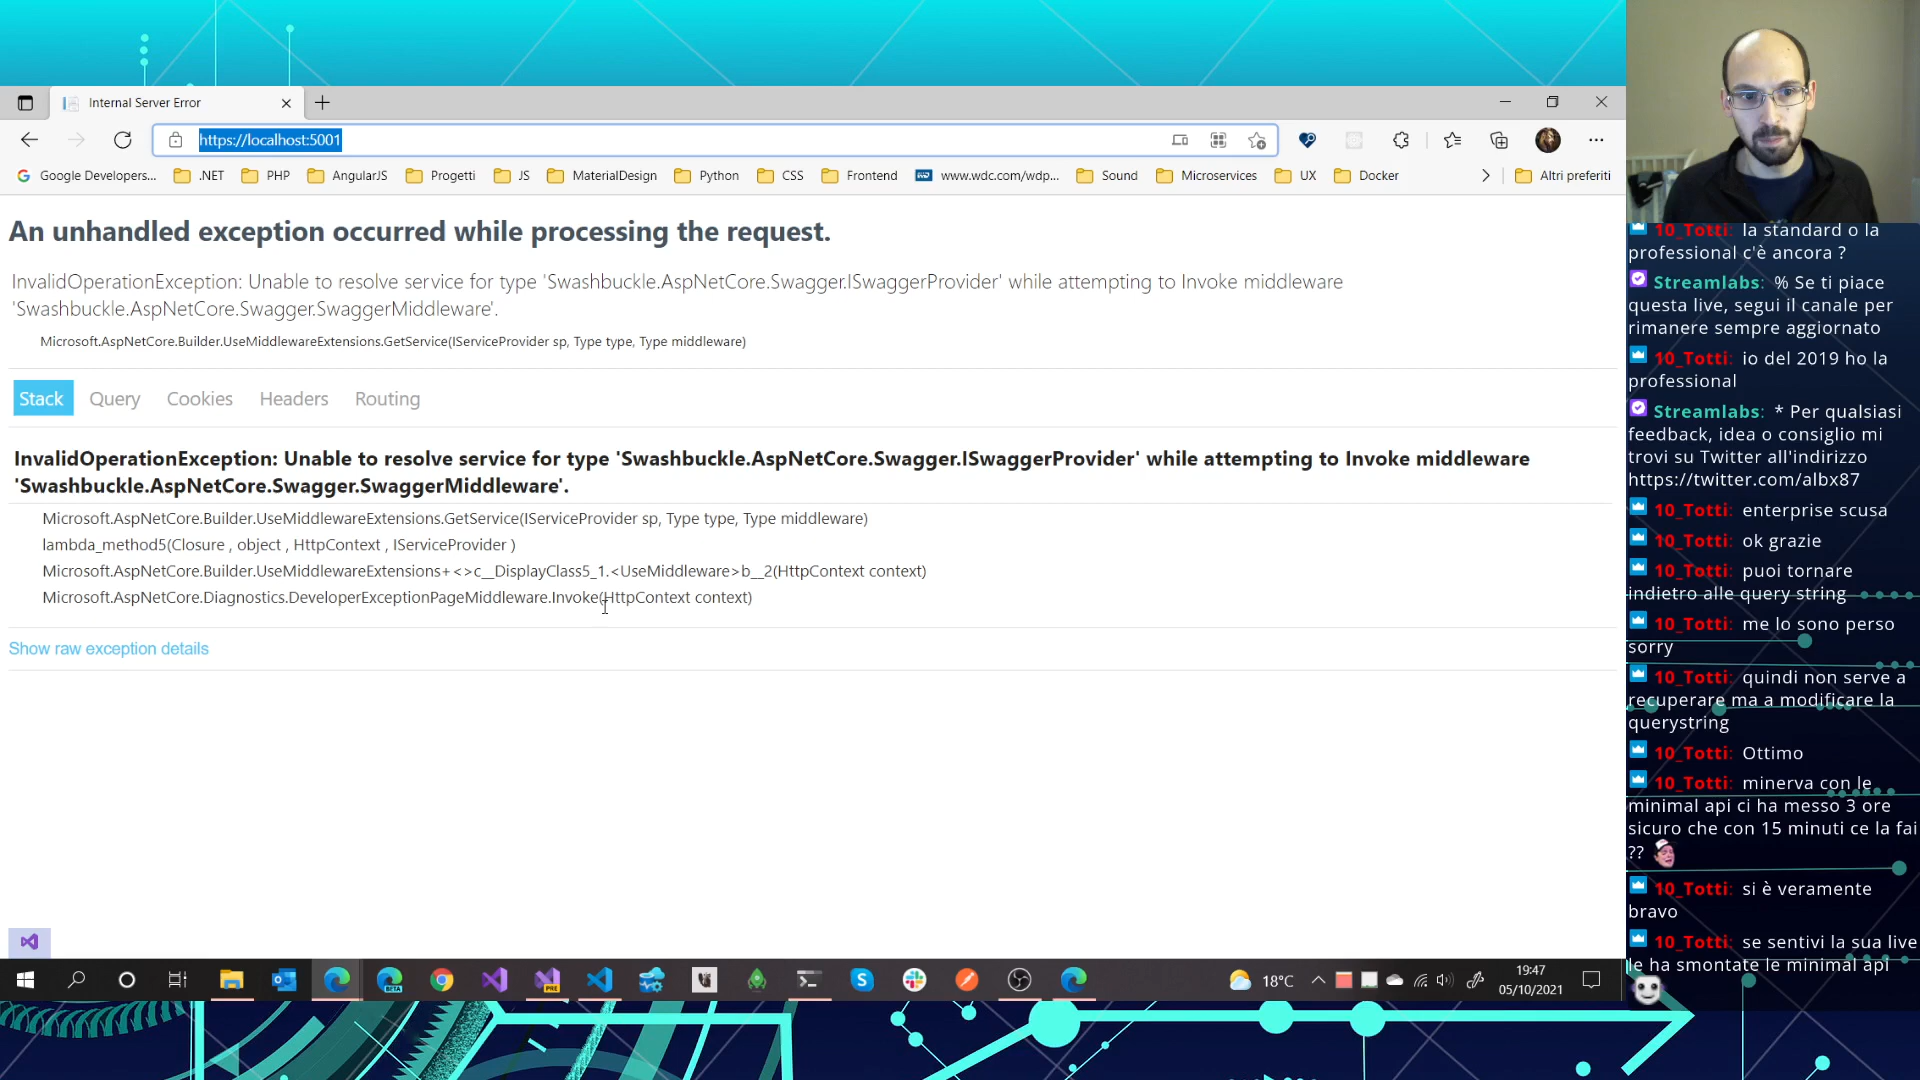 Internal Server Error
https://localhost:5001
Google Developers...
.NET
PHP
AngularJS
Progetti
JS
MaterialDesign
Python
CSS
Frontend
www.wdc.com/wdp...
Sound
Microservices
UX
Docker
Altri preferiti
An unhandled exception occurred while processing the request.
InvalidOperationException: Unable to resolve service for type 'Swashbuckle.AspNetCore.Swagger.ISwaggerProvider' while attempting to Invoke middleware
'Swashbuckle.AspNetCore.Swagger.SwaggerMiddleware'.
Microsoft.AspNetCore.Builder.UseMiddlewareExtensions.GetService(IServiceProvider sp, Type type, Type middleware)
Stack Query Cookies Headers Routing
InvalidOperationException: Unable to resolve service for type 'Swashbuckle.AspNetCore.Swagger.ISwaggerProvider' while attempting to Invoke middleware
'Swashbuckle.AspNetCore.Swagger.SwaggerMiddleware'.
Microsoft.AspNetCore.Builder.UseMiddlewareExtensions.GetService(IServiceProvider sp, Type type, Type middleware)
lambda_method5(Closure , object , HttpContext , IServiceProvider )
Microsoft.AspNetCore.Builder.UseMiddlewareExtensions+<>c__DisplayClass5_1.<UseMiddleware>b__2(HttpContext context)
Microsoft.AspNetCore.Diagnostics.DeveloperExceptionPageMiddleware.Invoke(HttpContext context)
Show raw exception details
BETA
PRE
18°C
19:47
05/10/2021
10_Totti: la standard o la
professional c'è ancora ?
Streamlabs: % Se ti piace
questa live, segui il canale per
rimanere sempre aggiornato
10_Totti: io del 2019 ho la
professional
Streamlabs: * Per qualsiasi
feedback, idea o consiglio mi
trovi su Twitter all'indirizzo
https://twitter.com/albx87
10_Totti: enterprise scusa
10_Totti: ok grazie
10_Totti: puoi tornare
indietro alle query string
10_Totti: me lo sono perso
sorry
10_Totti: quindi non serve a
recuperare ma a modificare la
querystring
10_Totti: Ottimo
10_Totti: minerva con le
minimal api ci ha messo 3 ore
sicuro che con 15 minuti ce la fai
??
10_Totti: si è veramente
bravo
10_Totti: se sentivi la sua live
le ha smontate le minimal api